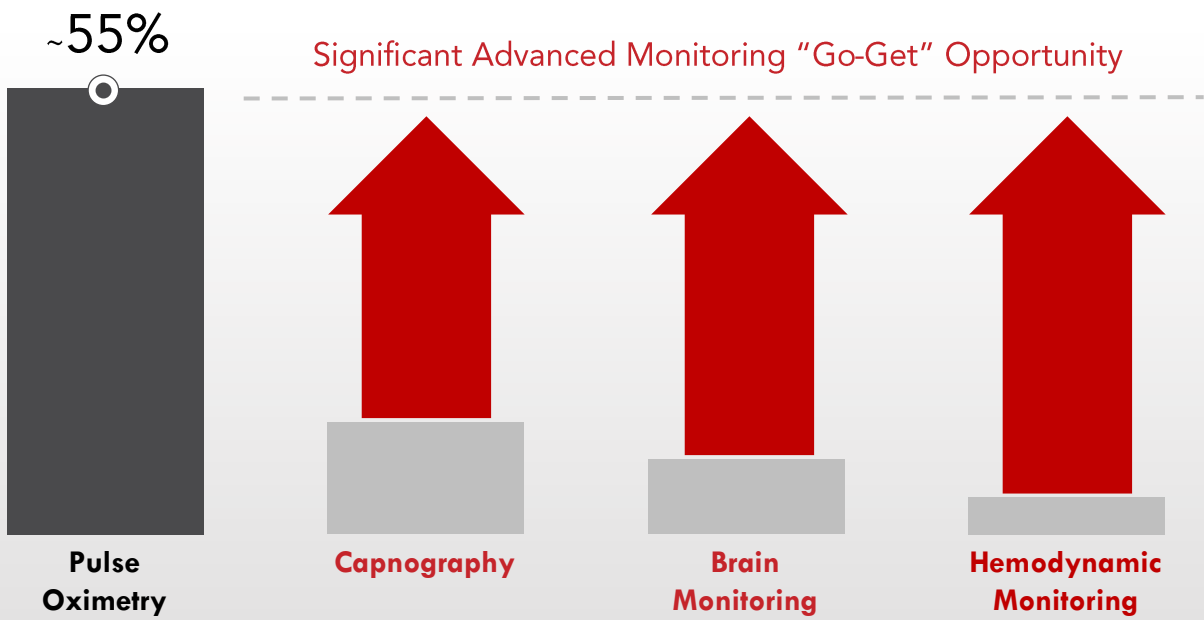 ~55%
Significant Advanced Monitoring “Go-Get” Opportunity
Pulse
Oximetry
Capnography
Brain
Monitoring
Hemodynamic
Monitoring